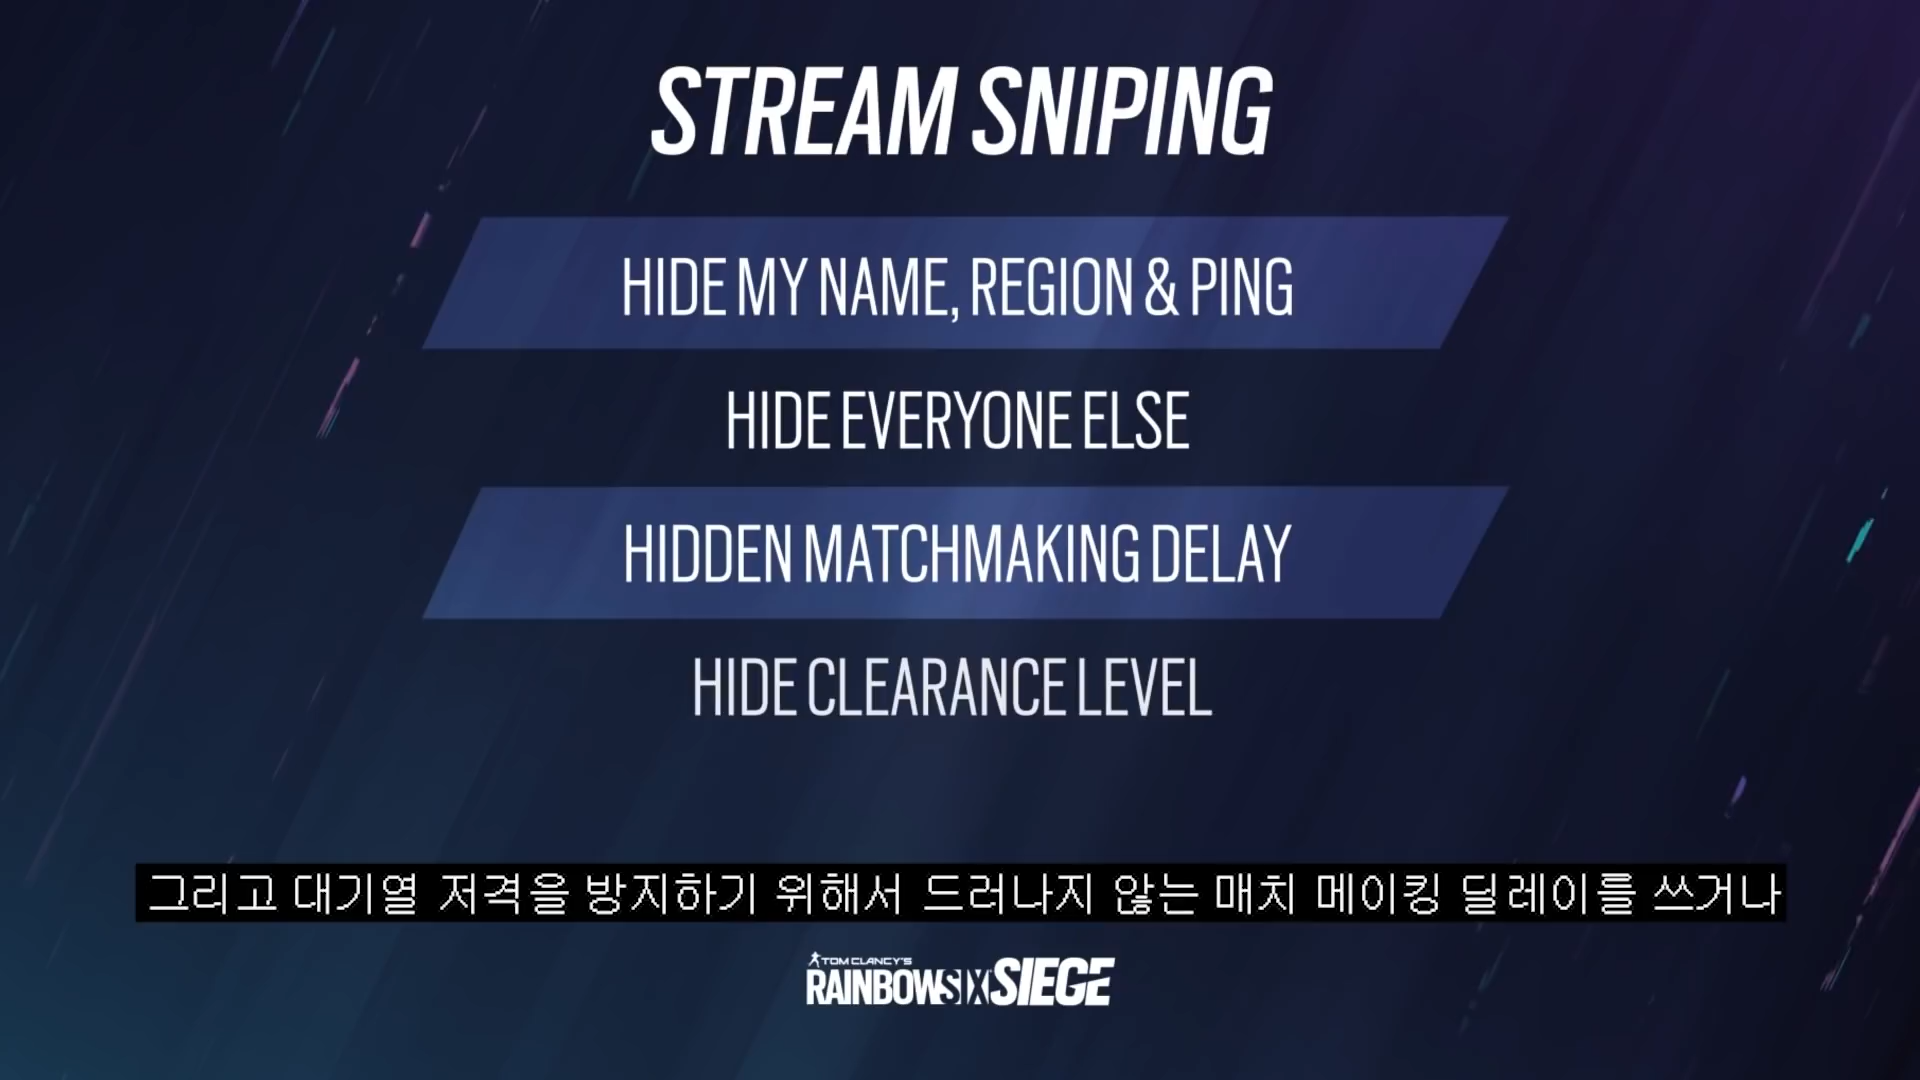 STREAM SNIPING
HIDE MY NAME, REGION & PING
HIDE EVERYONE ELSE
HIDDEN MATCHMAKING DELAY
HIDE CLEARANCE LEVEL
그리고 대기열 저격을 방지하기 위해서 드러나지 않는 매치 메이킹 딜레이를 쓰거나
TOM CLANCY'S
RAINBOWSIX SIEGE